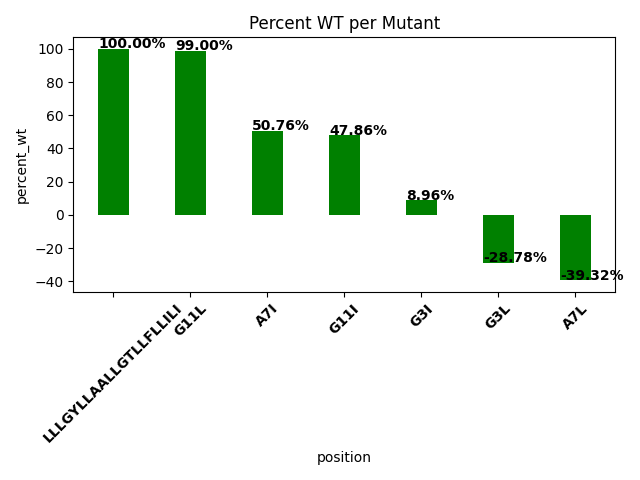 Percent WT per Mutant
percent_wt
100
80
60
40
20
0
−20
−40
100.00%
99.00%
50.76%
47.86%
8.96%
-28.78%
-39.32%
LLLGYLLAALLGTLLFLLILI
G11L
A7I
G11I
G3I
G3L
A7L
position